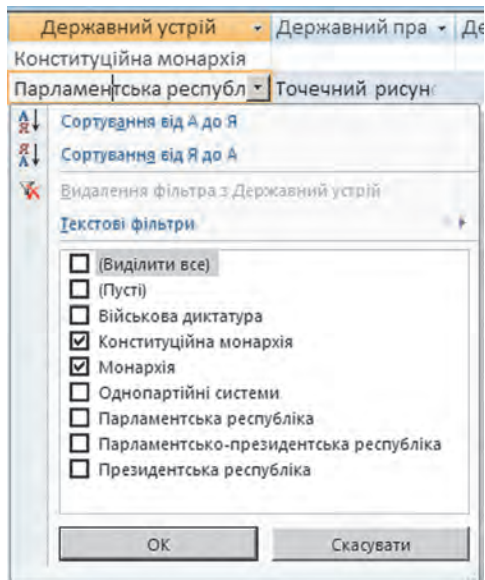 Державний устрій Державний пра Де
Конституційна монархія
Парламентська республ Точечний рисун
Сортування від А до Я
Сортування від Я до А
Видалення фільтра з Державний устрій
Текстові фільтри
(Виділити все)
(Пусті)
Військова диктатура
Конституційна монархія
Монархія
Однопартійні системи
Парламентська республіка
Парламентсько-президентська республіка
Президентська республіка
ОК Скасувати